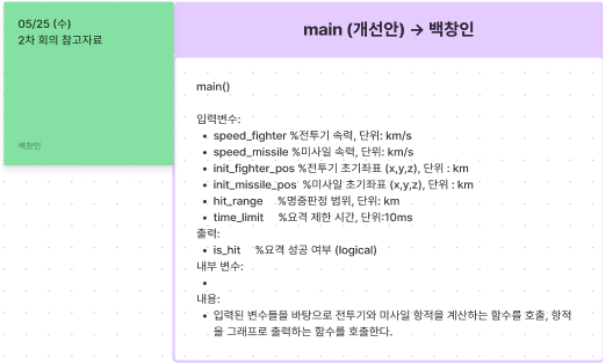 05/25 (수)
2차 회의 참고자료
백창인
main (개선안) → 백창인
main()
입력변수:
• speed_fighter %전투기 속력, 단위: km/s
• speed_missile %미사일 속력, 단위: km/s
• init_fighter_pos %전투기 초기좌표 (x,y,z), 단위 : km
• init_missile_pos %미사일 초기좌표 (x,y,z), 단위 : km
• hit_range %명중판정 범위, 단위: km
• time_limit %요격 제한 시간, 단위:10ms
출력:
• is_hit %요격 성공 여부 (logical)
내부 변수:
•
내용:
• 입력된 변수들을 바탕으로 전투기와 미사일 항적을 계산하는 함수를 호출, 항적
을 그래프로 출력하는 함수를 호출한다.